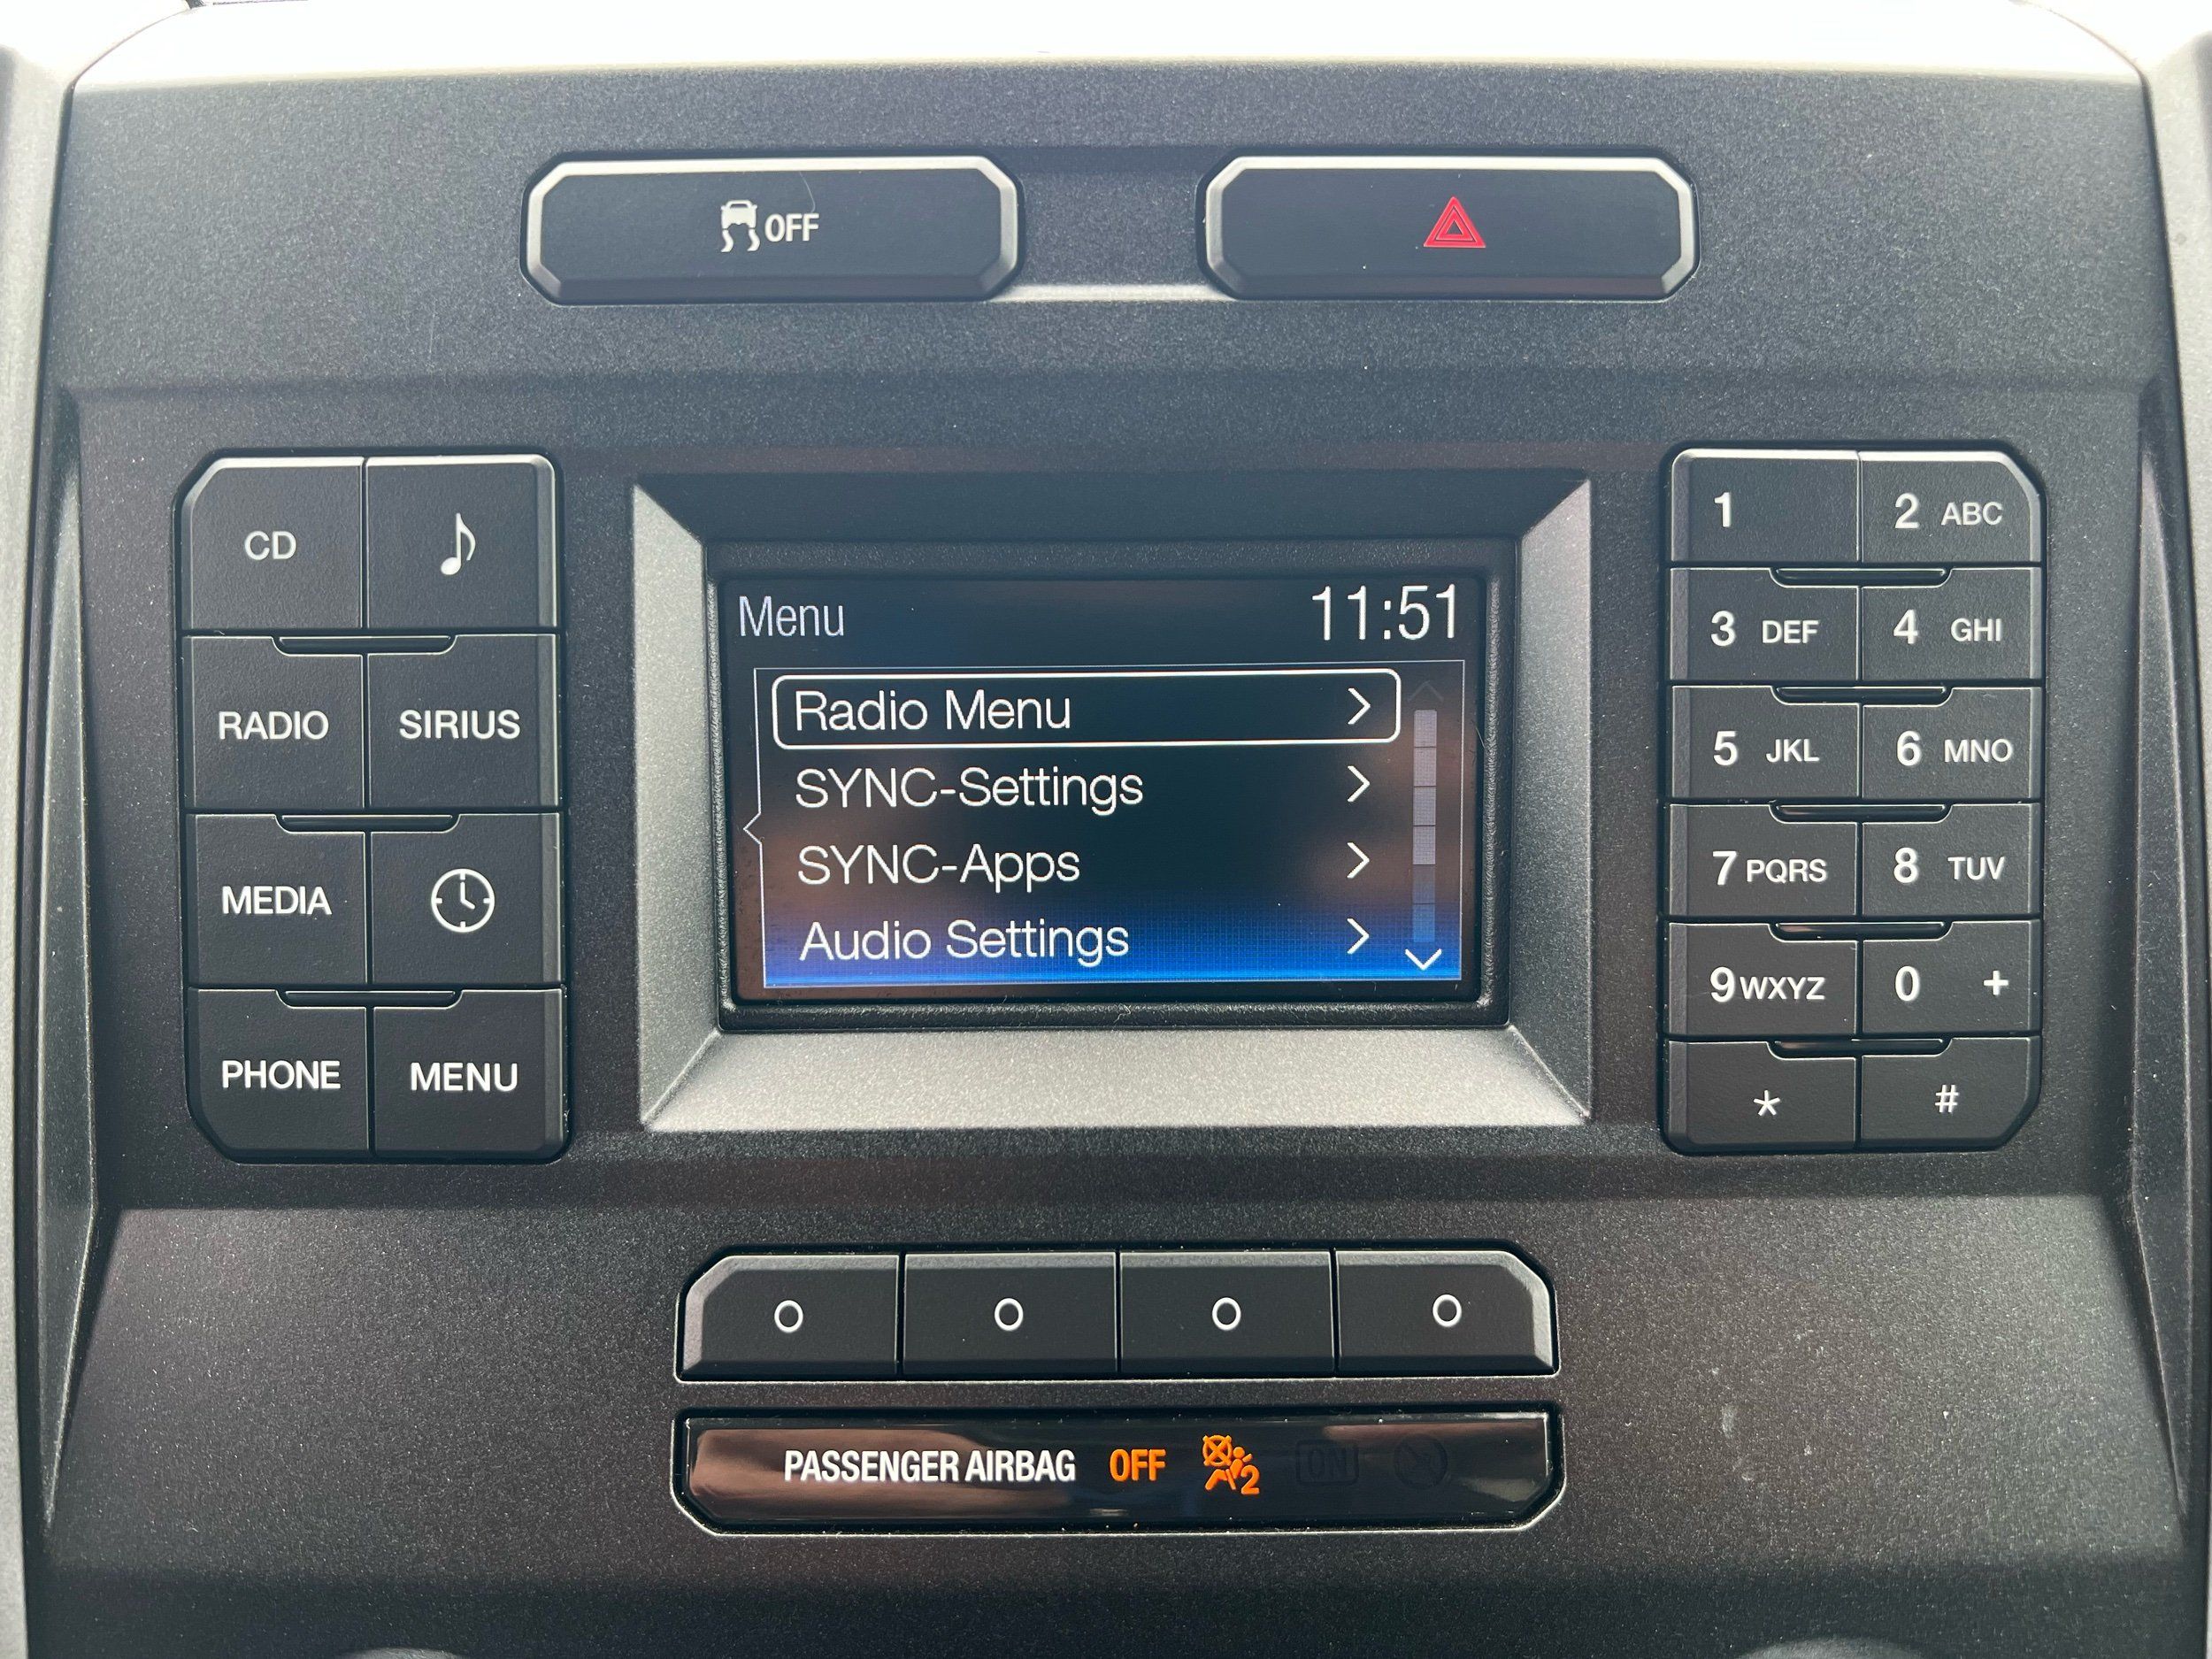 OFF
CD
RADIO SIRIUS
MEDIA
PHONE MENU
Menu 11:51
Radio Menu >
SYNC-Settings >
SYNC-Apps >
Audio Settings >
1 2 ABC
3 DEF 4 GHI
5 JKL 6 MNO
7 PQRS 8 TUV
9 WXYZ 0 +
* #
PASSENGER AIRBAG OFF 2 ON